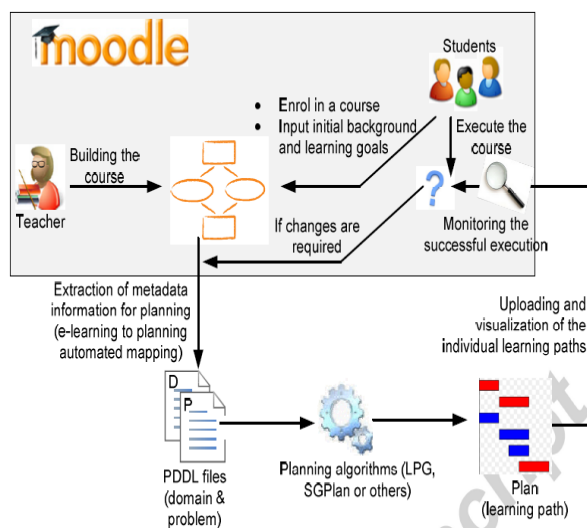 moodle
Students
• Enrol in a course
• Input initial background
and learning goals
Execute the
course
Building the
course
Teacher
?
If changes are
required
Monitoring the
successful execution
Extraction of metadata
information for planning
(e-learning to planning
automated mapping)
Uploading and
visualization of the
individual learning paths
D
P
PDDL files
(domain &
problem)
Planning algorithms (LPG,
SGPlan or others)
Plan
(learning path)
script